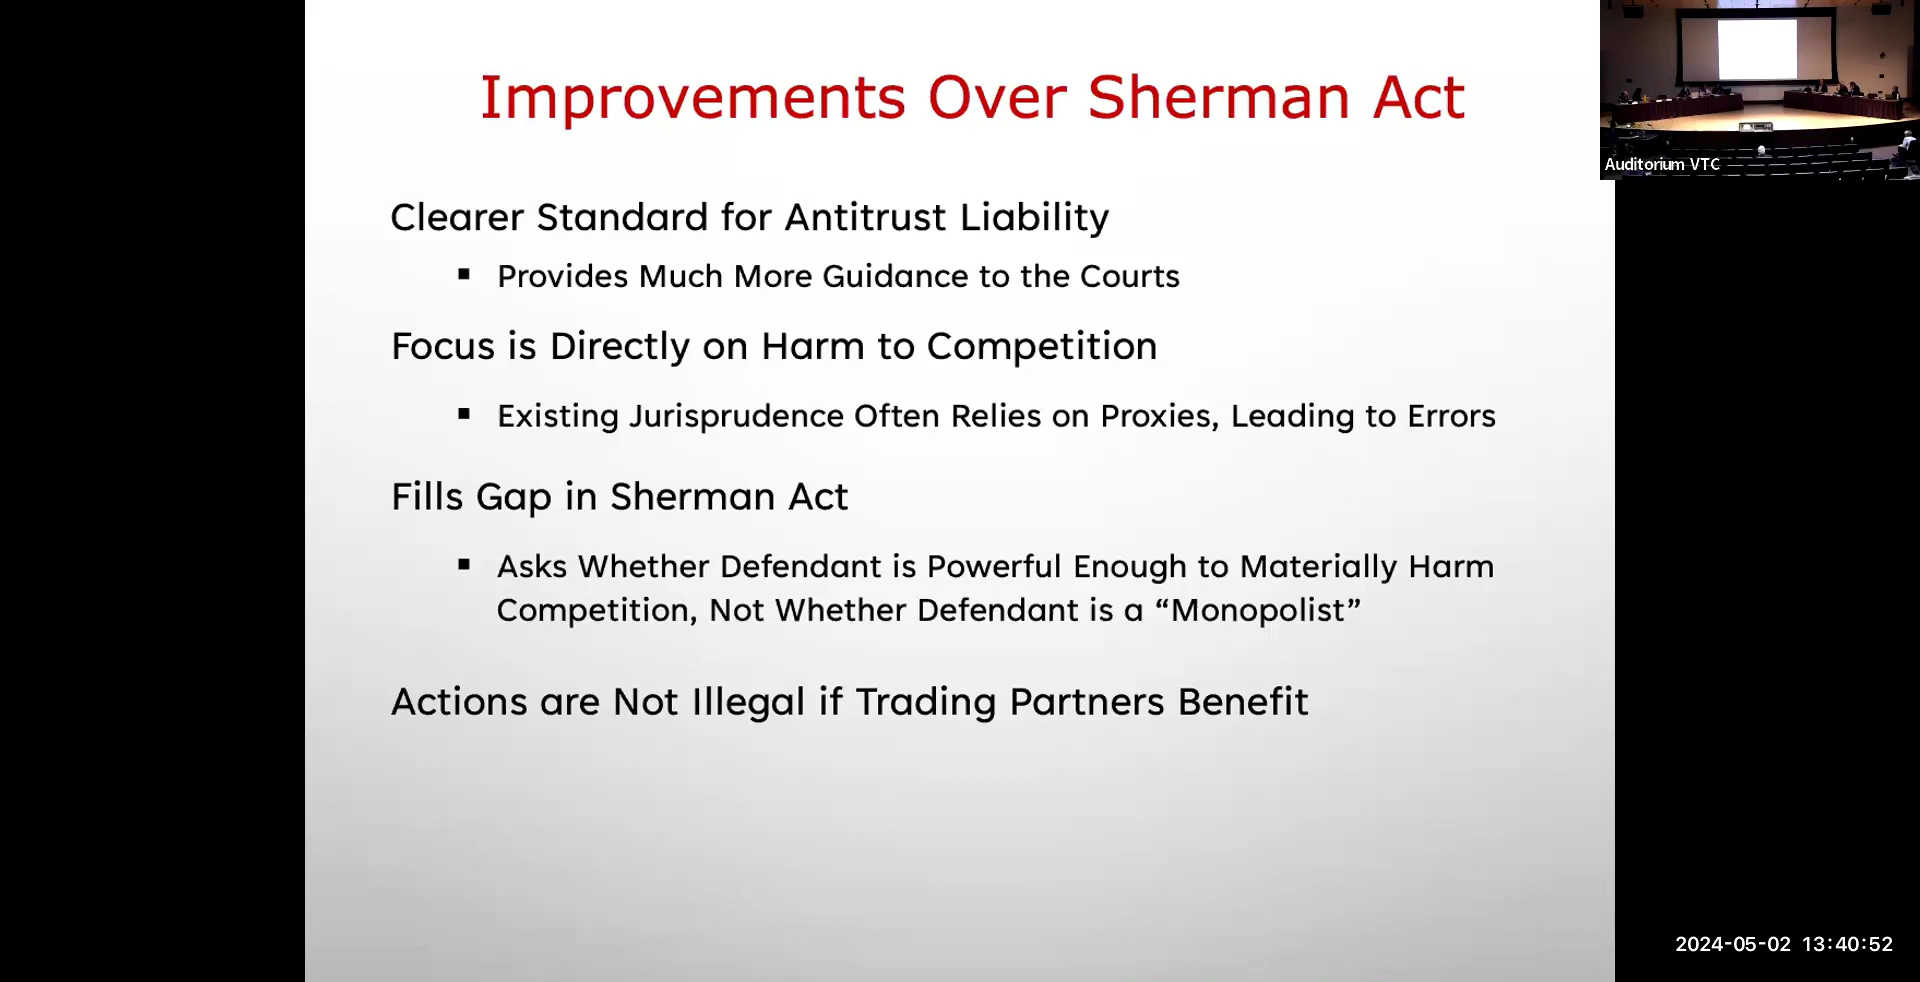 Improvements Over Sherman Act
Auditorium VTC
Clearer Standard for Antitrust Liability
▪ Provides Much More Guidance to the Courts
Focus is Directly on Harm to Competition
▪ Existing Jurisprudence Often Relies on Proxies, Leading to Errors
Fills Gap in Sherman Act
▪ Asks Whether Defendant is Powerful Enough to Materially Harm
Competition, Not Whether Defendant is a “Monopolist”
Actions are Not Illegal if Trading Partners Benefit
2024-05-02 13:40:52